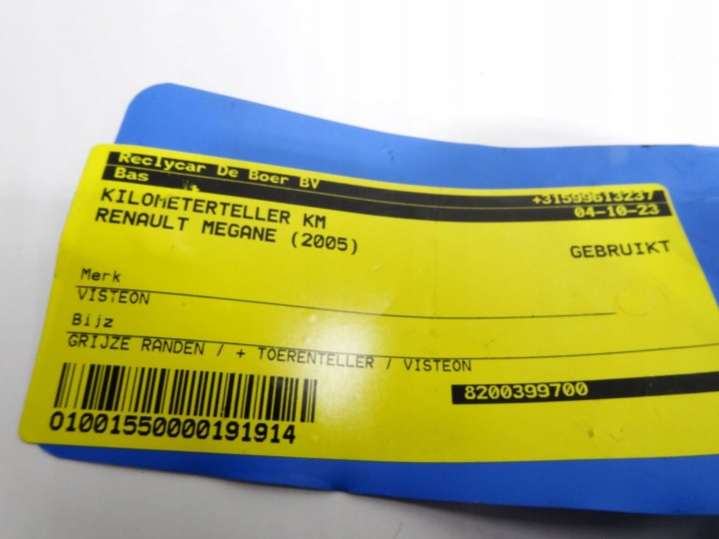 Reclycar De Boer BV +31599613237
Bas 04-10-23
KILOMETERTELLER KM
RENAULT MEGANE (2005) GEBRUIKT
Merk
VISTEON
Bijz
GRIJZE RANDEN / + TOERENTELLER / VISTEON
8200399700
O1001550000191914